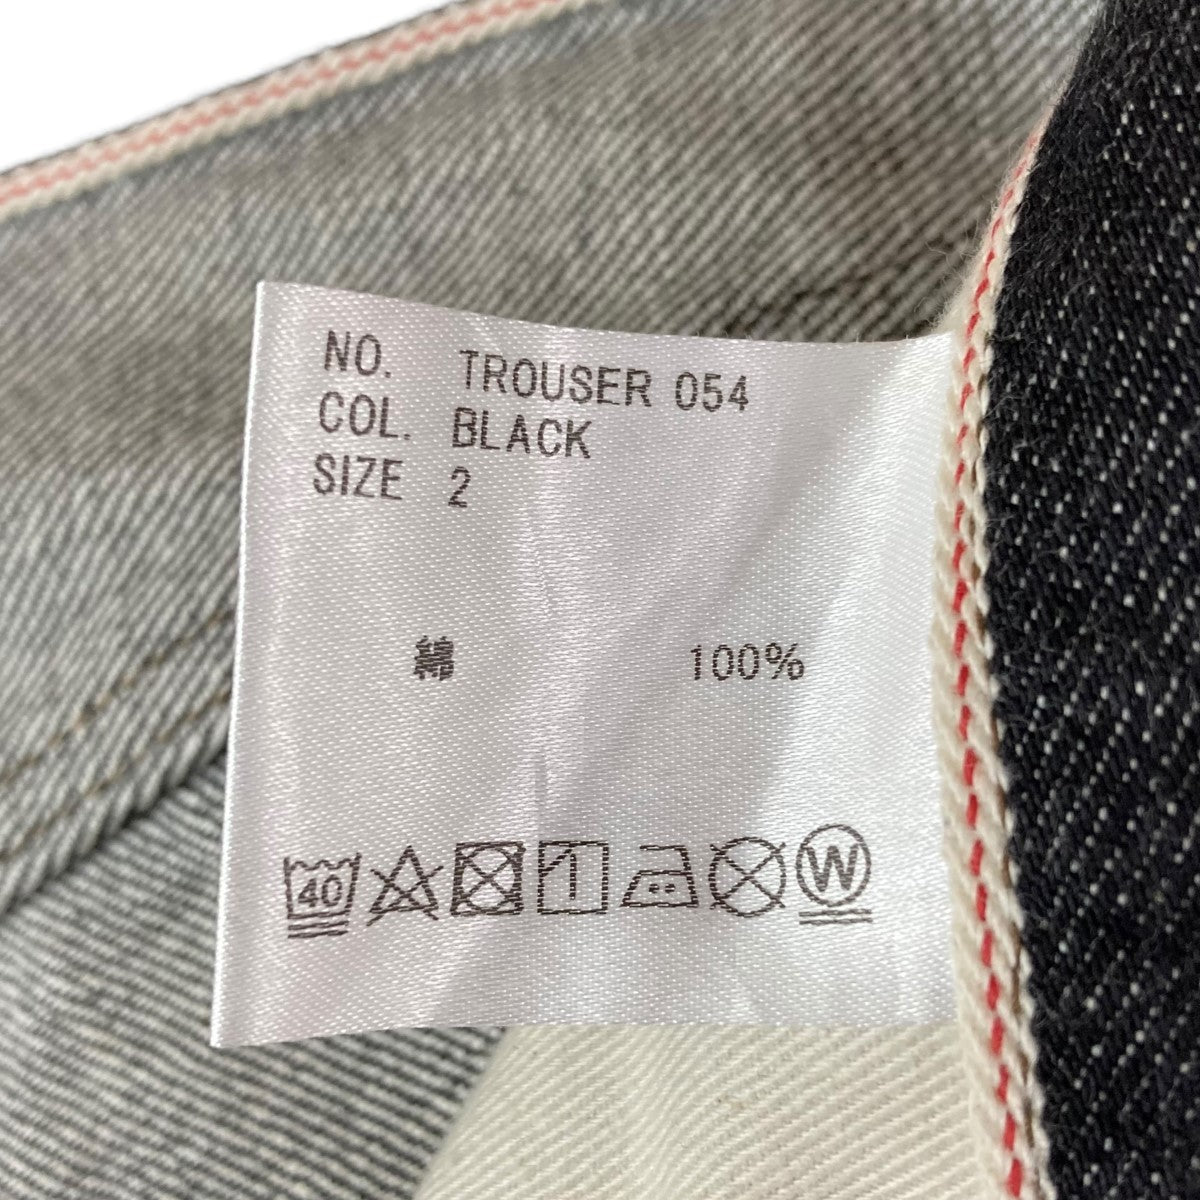 NO. TROUSER 054
COL. BLACK
SIZE 2
綿 100%
40 W